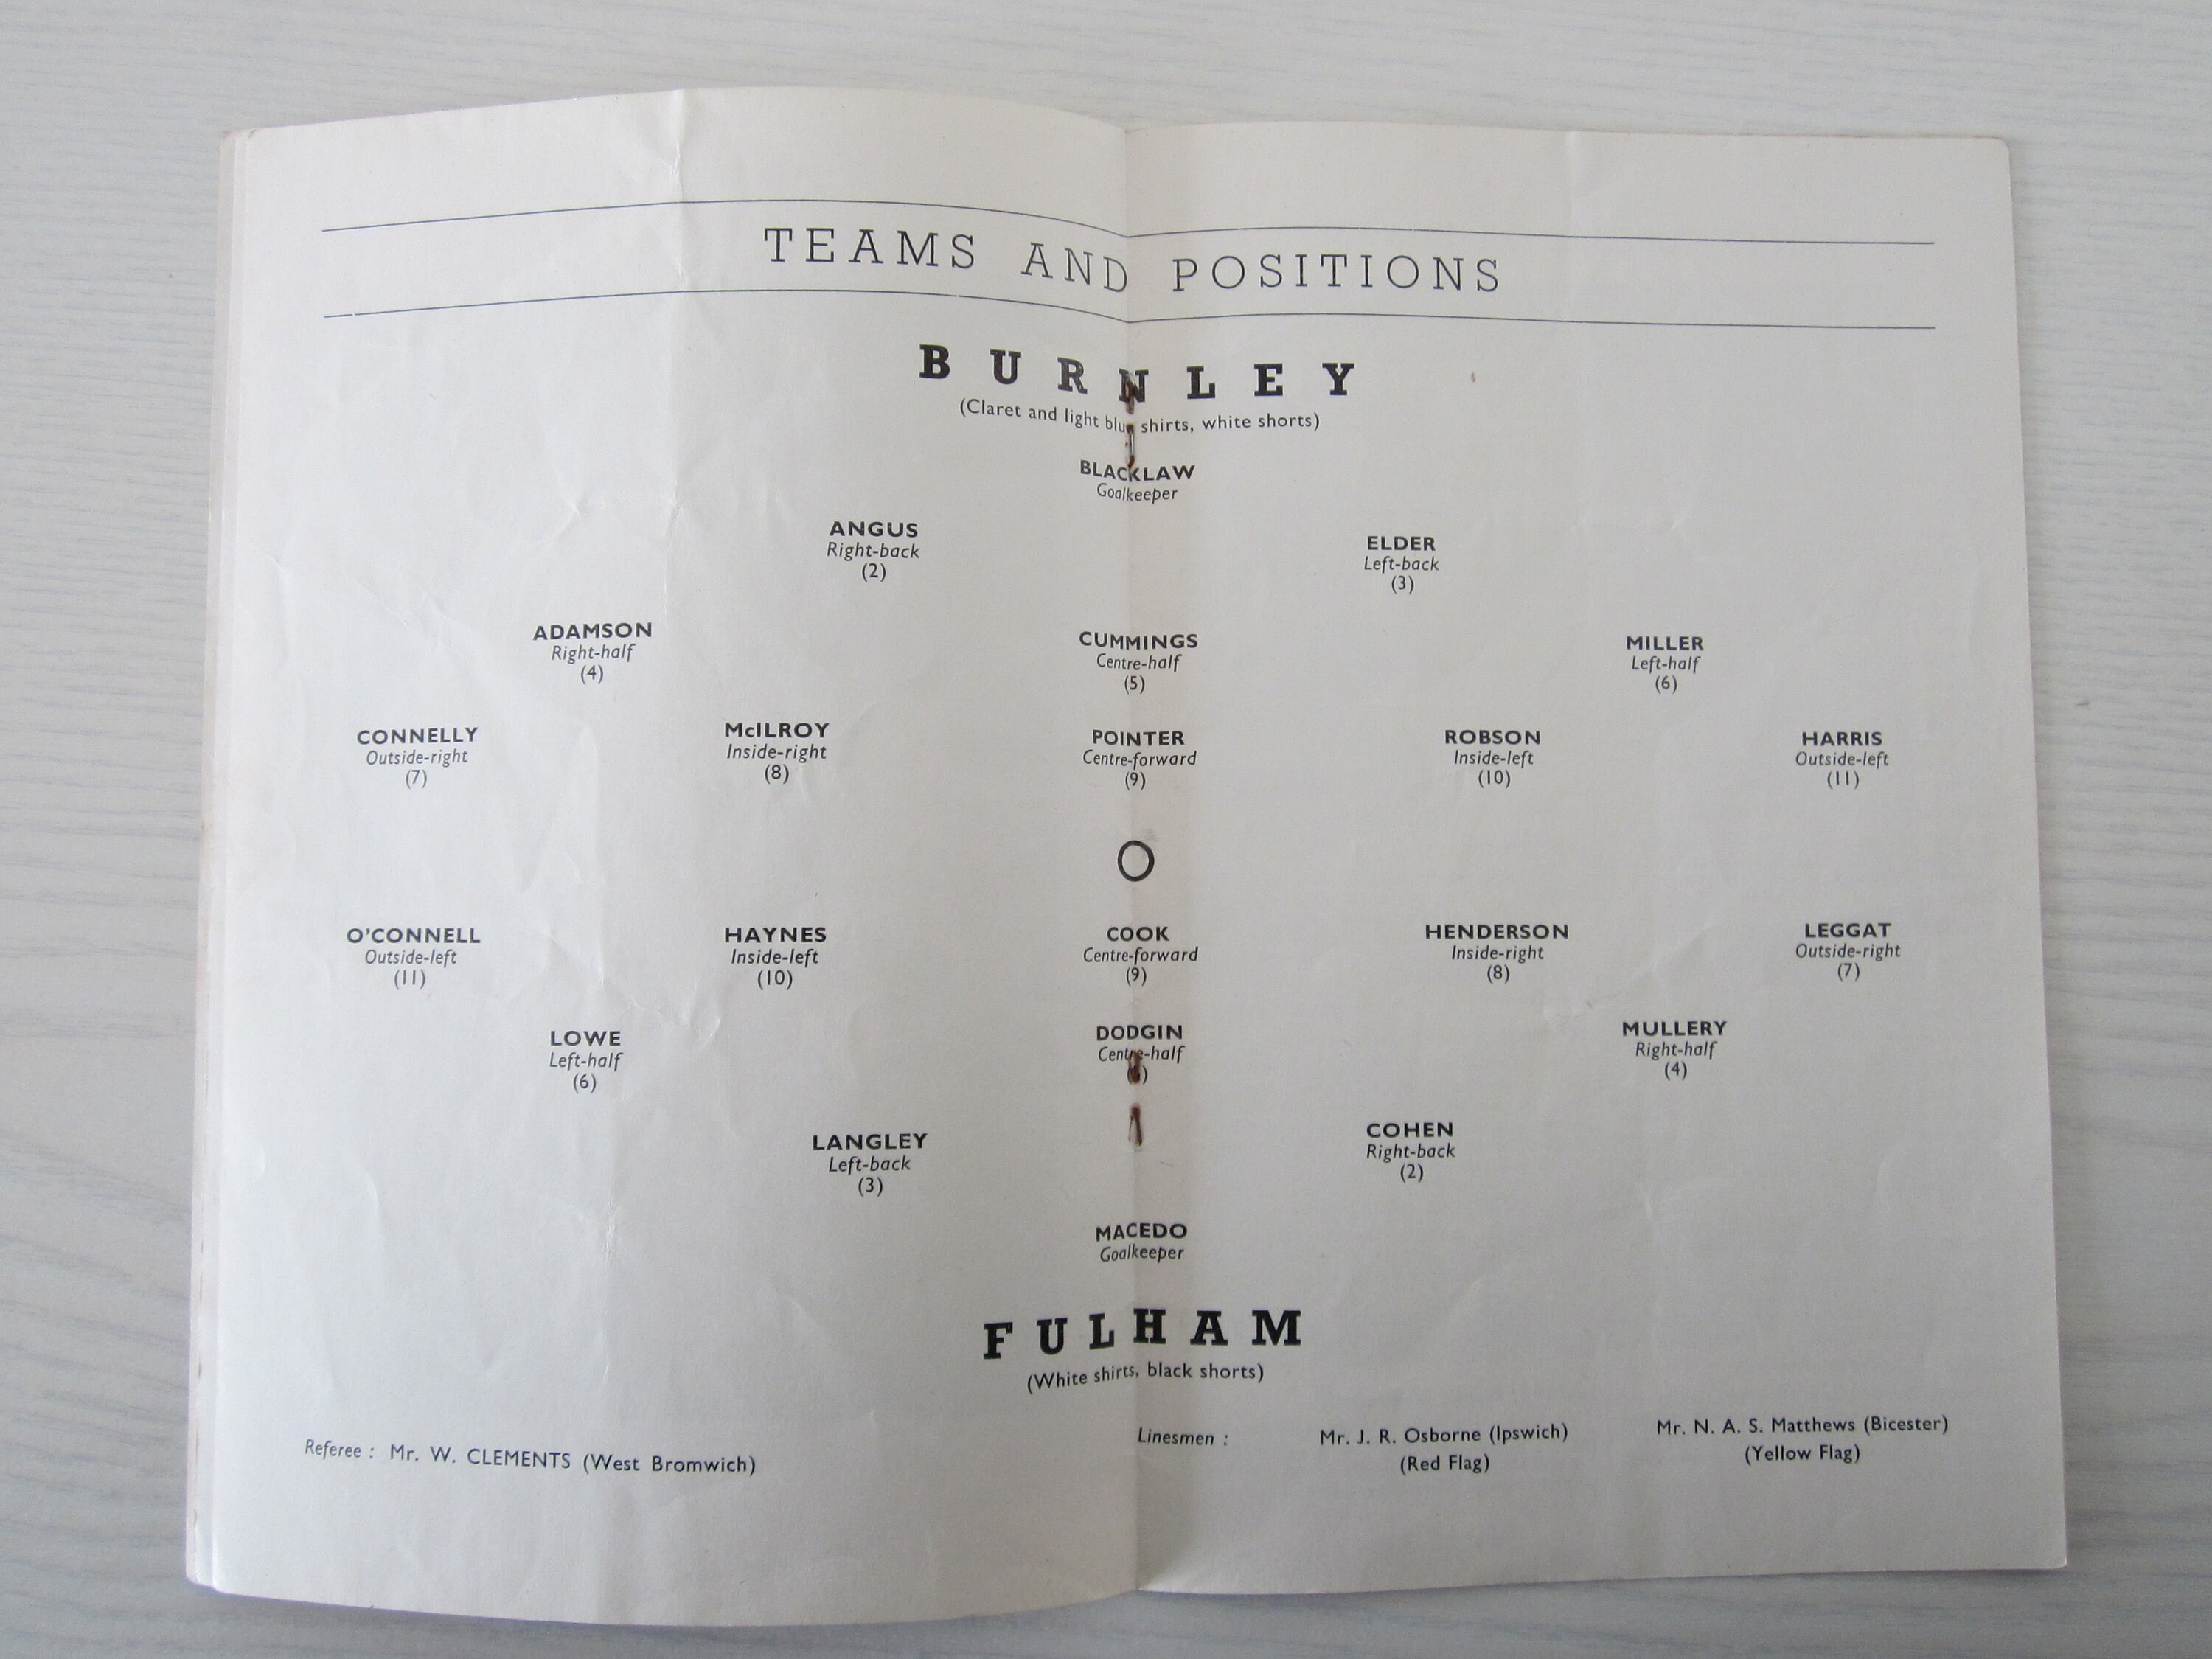 TEAMS AND POSITIONS
BURNLEY
(Claret and light blue shirts, white shorts)
BLACKLAW
Goalkeeper
ANGUS
Right-back
(2)
ELDER
Left-back
(3)
ADAMSON
Right-half
(4)
CUMMINGS
Centre-half
(5)
MILLER
Left-half
(6)
CONNELLY
Outside-right
(7)
McILROY
Inside-right
(8)
POINTER
Centre-forward
(9)
ROBSON
Inside-left
(10)
HARRIS
Outside-left
(11)
O'CONNELL
Outside-left
(11)
HAYNES
Inside-left
(10)
COOK
Centre-forward
(9)
HENDERSON
Inside-right
(8)
LEGGAT
Outside-right
(7)
LOWE
Left-half
(6)
DODGIN
Centre-half
MULLERY
Right-half
(4)
LANGLEY
Left-back
(3)
COHEN
Right-back
(2)
MACEDO
Goalkeeper
FULHAM
(White shirts, black shorts)
Referee : Mr. W. CLEMENTS (West Bromwich)
Linesmen :
Mr. J. R. Osborne (Ipswich)
(Red Flag)
Mr. N. A. S. Matthews (Bicester)
(Yellow Flag)